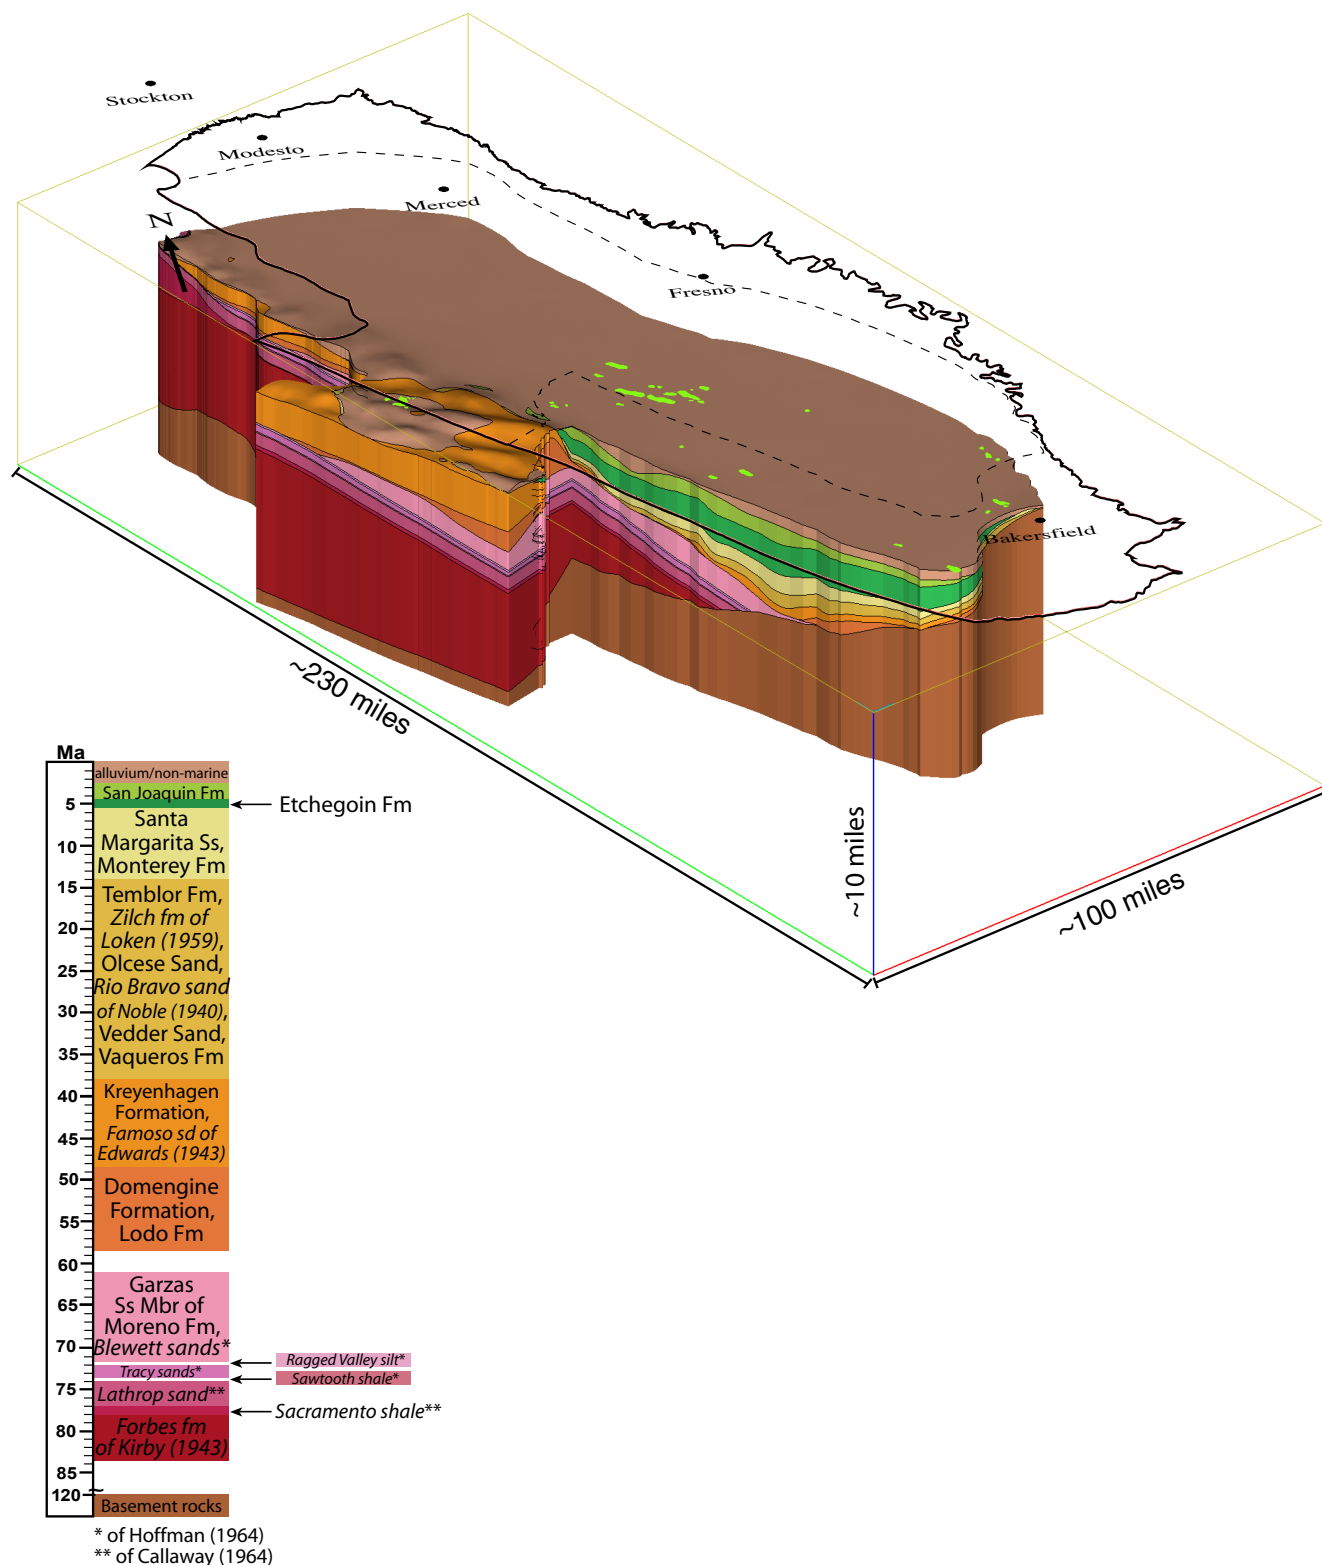 Stockton
Modesto
N
Merced
Fresno
Bakersfield
~230 miles
~10 miles
~100 miles
Ma
alluvium/non-marine
San Joaquin Fm
5
Etchegoin Fm
Santa
Margarita Ss,
10
Monterey Fm
15
Temblor Fm,
Zilch fm of
20
Loken (1959),
Olcese Sand,
25
Rio Bravo sand
30
of Noble (1940),
Vedder Sand,
35
Vaqueros Fm
40
Kreyenhagen
Formation,
Famoso sd of
45
Edwards (1943)
50
Domengine
Formation,
55
Lodo Fm
60
Garzas
65
Ss Mbr of
Moreno Fm,
70
Blewett sands*
Ragged Valley silt*
Tracy sands*
Sawtooth shale*
75
Lathrop sand**
Sacramento shale**
80
Forbes fm
of Kirby (1943)
85
~
120
Basement rocks
* of Hoffman (1964)
** of Callaway (1964)